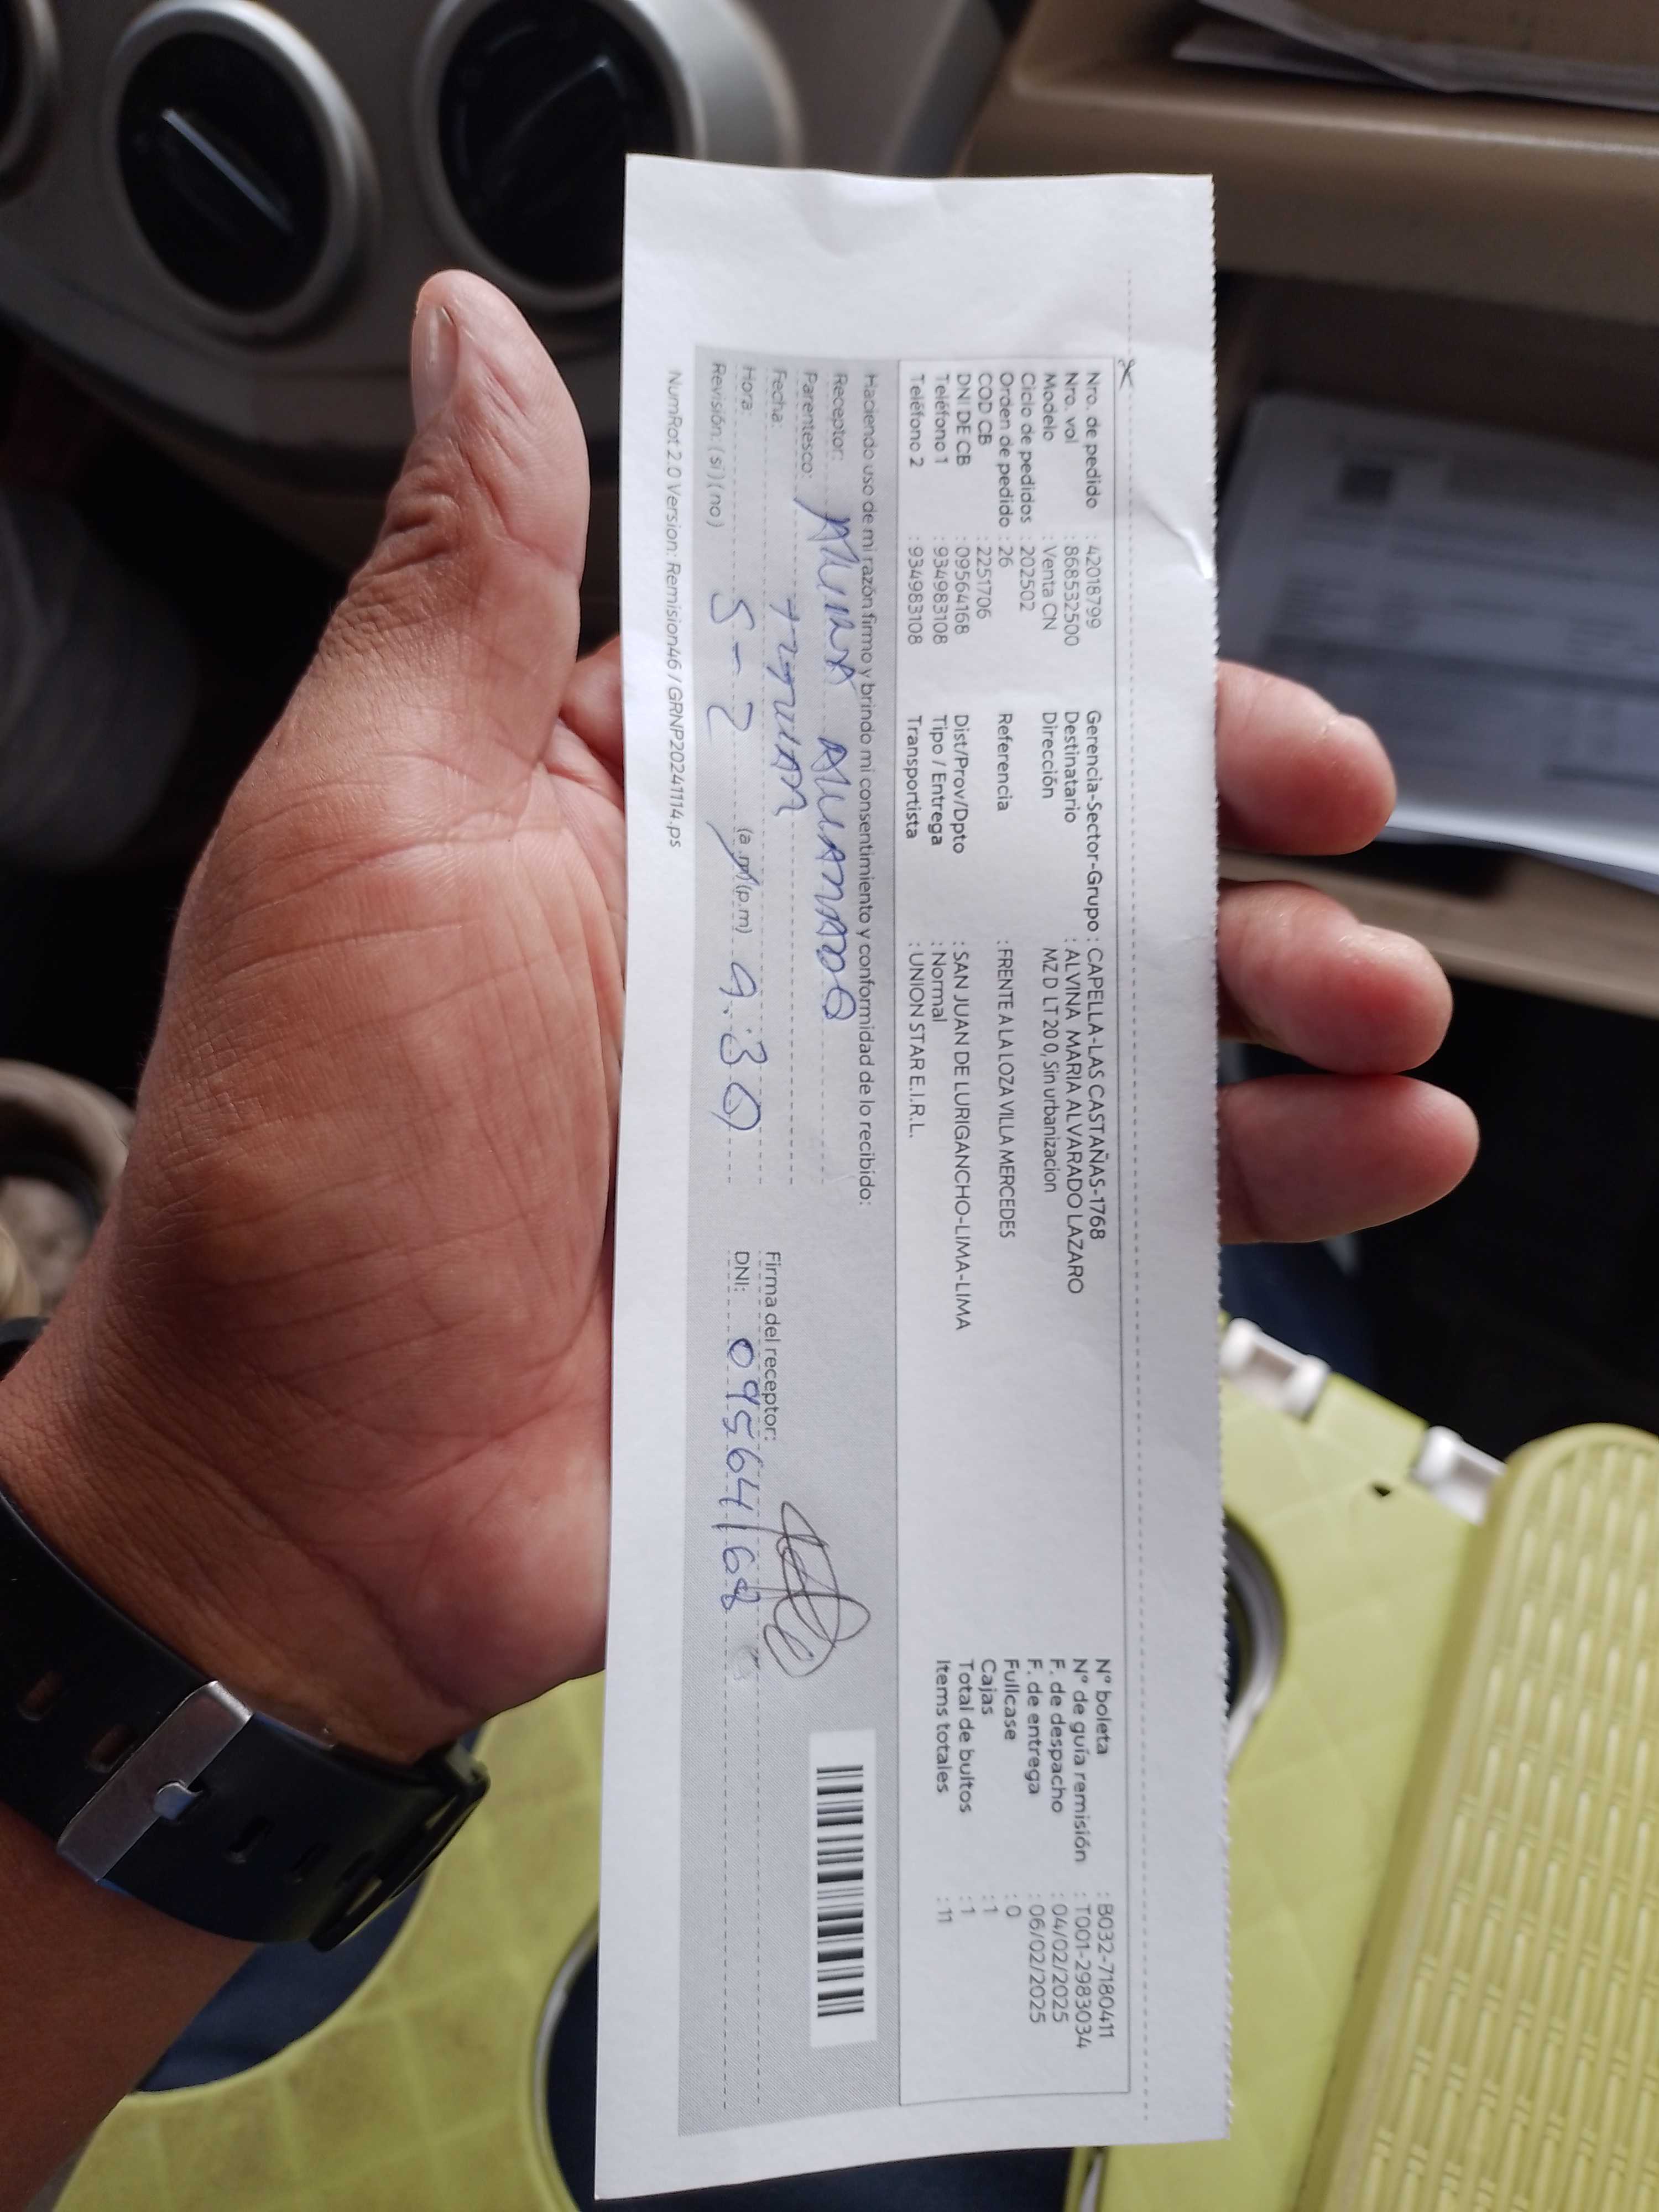 Nro. de pedido : 42018799
Nro. vol : 868532500
Modelo : Venta CN
Ciclo de pedidos : 202502
Orden de pedido : 26
COD CB : 2251706
DNI DE CB : 09564168
Teléfono 1 : 934983108
Teléfono 2 : 934983108
Gerencia-Sector-Grupo : CAPELLA-LAS CASTAÑAS-1768
Destinatario : ALVINA MARIA ALVARADO LAZARO
Dirección MZ D LT 20 0, Sin urbanizacion
Referencia : FRENTE A LA LOZA VILLA MERCEDES
Dist/Prov/Dpto : SAN JUAN DE LURIGANCHO-LIMA-LIMA
Tipo / Entrega : Normal
Transportista : UNION STAR E.I.R.L.
N° boleta : B032-7180411
N° de guía remisión : T001-2983034
F. de despacho : 04/02/2025
F. de entrega : 06/02/2025
Fullcase : 0
Cajas : 1
Total de bultos : 1
Items totales : 11
Haciendo uso de mi razón firmo y brindo mi consentimiento y conformidad de lo recibido:
Receptor: ALVINA ALVARADO
Parentesco:
Fecha:
Hora: 5-2 (a.m) (p.m) 9:30
Revisión: (si) (no)
Firma del receptor:
DNI: 09564168
NumRot 2.0 Version: Remision46 / GRNP20241114.ps